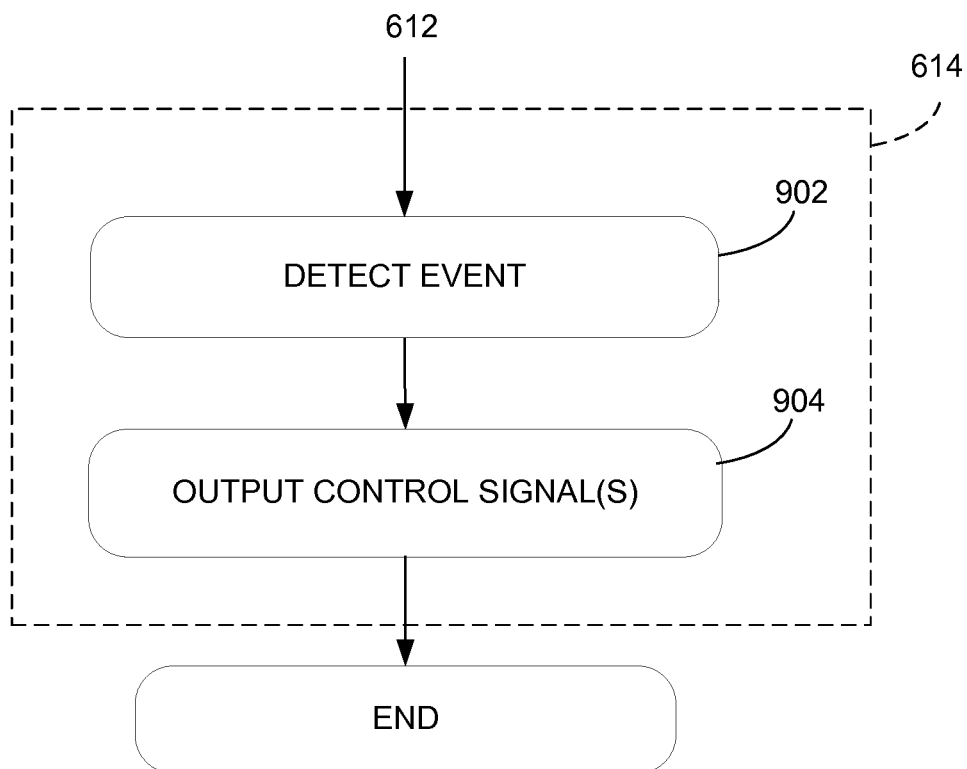 612
614
902
DETECT EVENT
904
OUTPUT CONTROL SIGNAL(S)
END